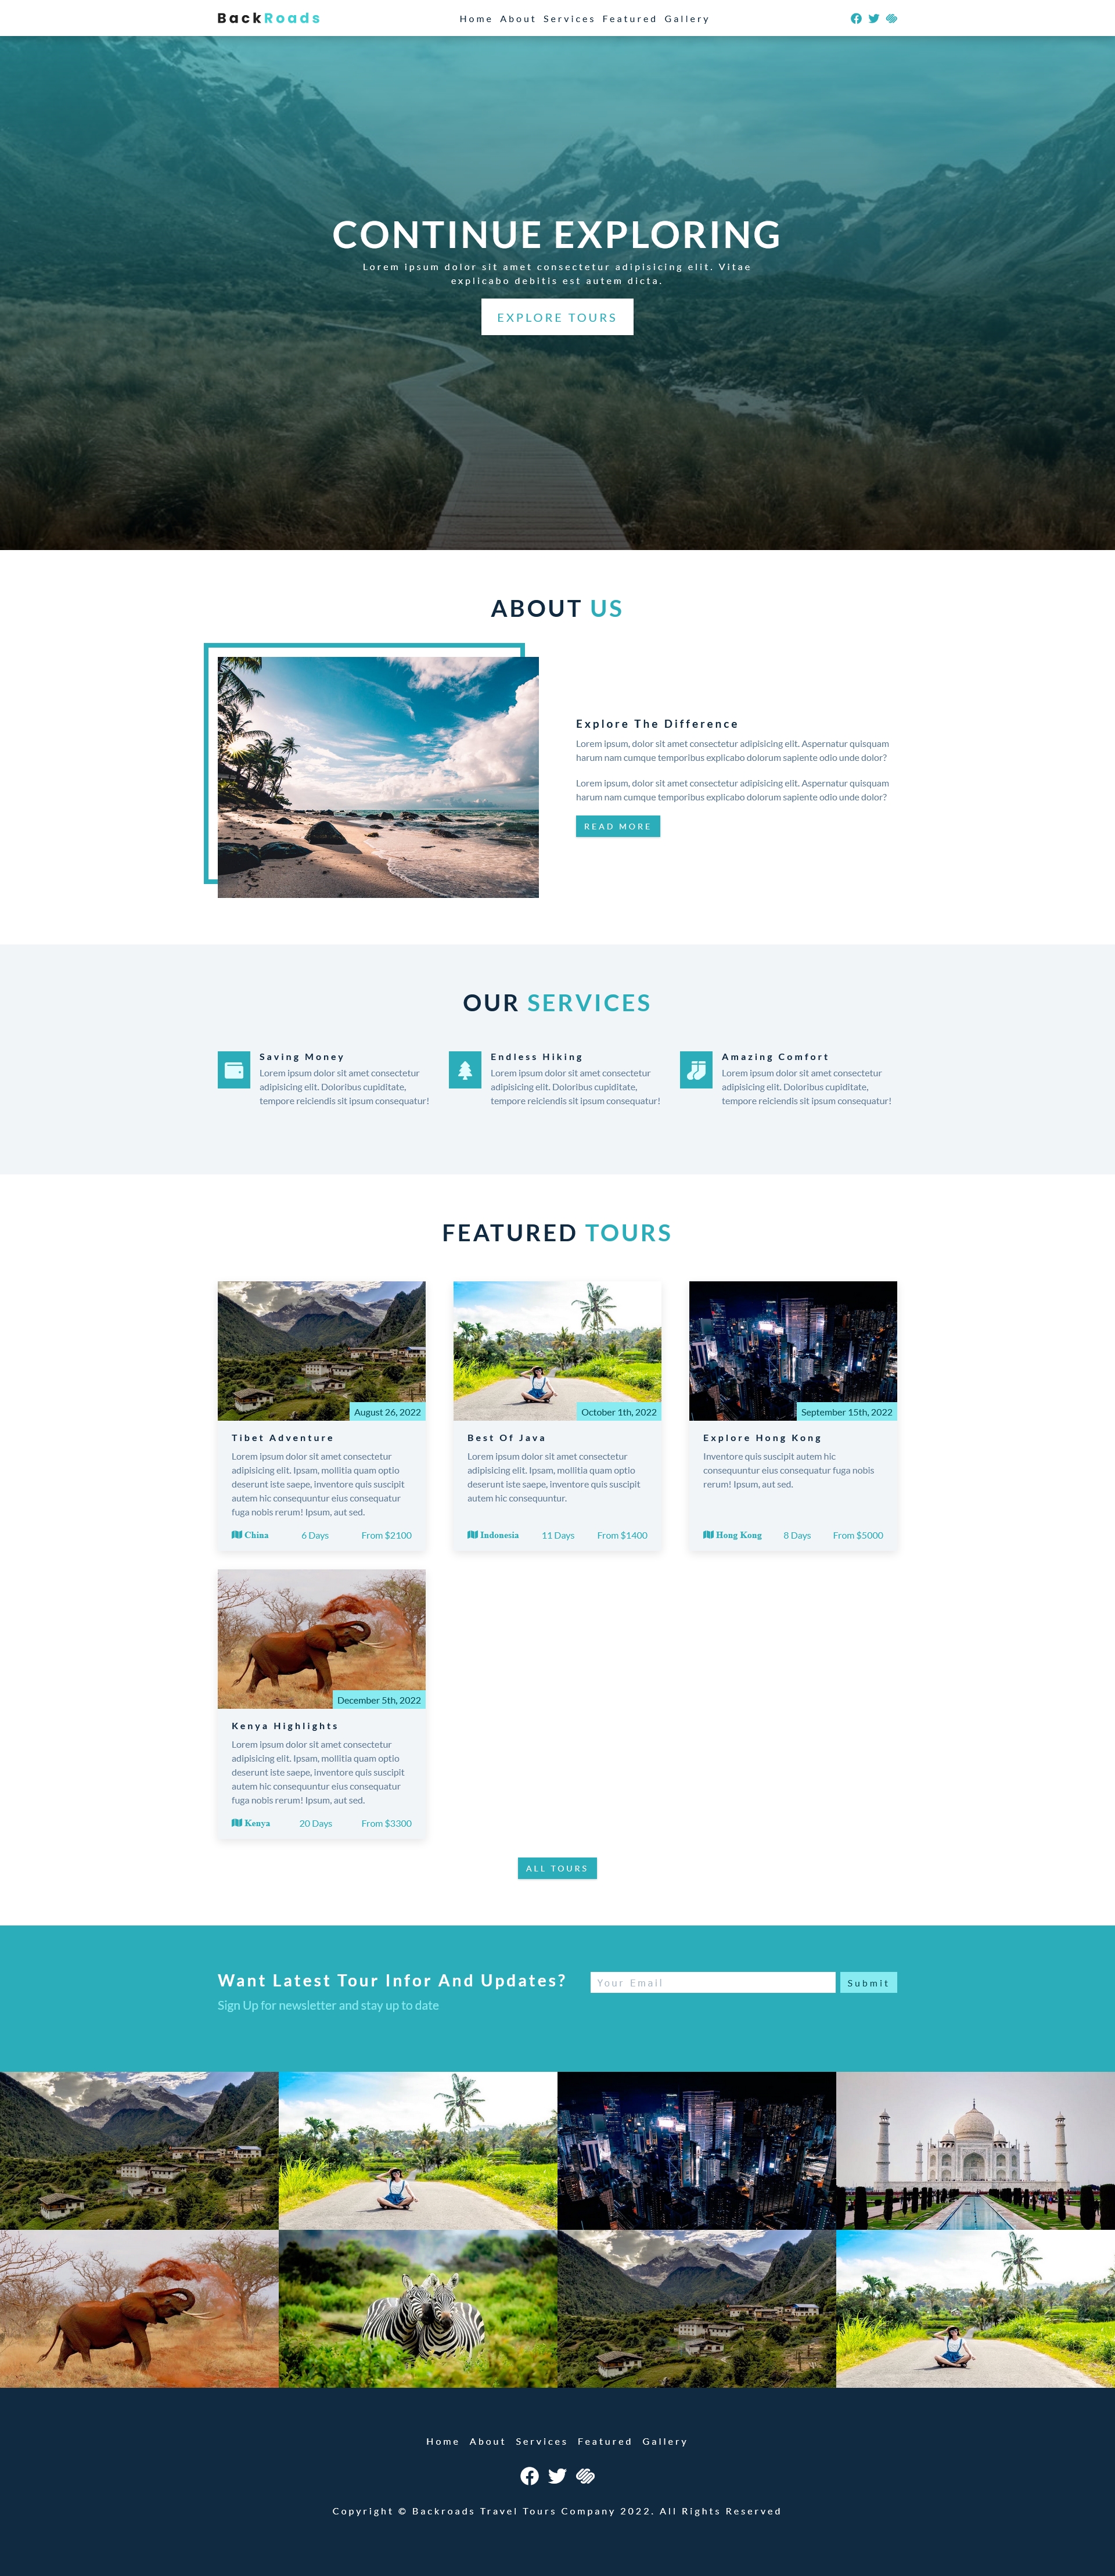 BackRoads
Home About Services Featured Gallery
CONTINUE EXPLORING
Lorem ipsum dolor sit amet consectetur adipisicing elit. Vitae
explicabo debitis est autem dicta.
EXPLORE TOURS
ABOUT US
Explore The Difference
Lorem ipsum, dolor sit amet consectetur adipisicing elit. Aspernatur quisquam
harum nam cumque temporibus explicabo dolorum sapiente odio unde dolor?
Lorem ipsum, dolor sit amet consectetur adipisicing elit. Aspernatur quisquam
harum nam cumque temporibus explicabo dolorum sapiente odio unde dolor?
READ MORE
OUR SERVICES
Saving Money
Lorem ipsum dolor sit amet consectetur
adipisicing elit. Doloribus cupiditate,
tempore reiciendis sit ipsum consequatur!
Endless Hiking
Lorem ipsum dolor sit amet consectetur
adipisicing elit. Doloribus cupiditate,
tempore reiciendis sit ipsum consequatur!
Amazing Comfort
Lorem ipsum dolor sit amet consectetur
adipisicing elit. Doloribus cupiditate,
tempore reiciendis sit ipsum consequatur!
FEATURED TOURS
August 26, 2022
Tibet Adventure
Lorem ipsum dolor sit amet consectetur
adipisicing elit. Ipsam, mollitia quam optio
deserunt iste saepe, inventore quis suscipit
autem hic consequuntur eius consequatur
fuga nobis rerum! Ipsum, aut sed.
China 6 Days From $2100
October 1th, 2022
Best Of Java
Lorem ipsum dolor sit amet consectetur
adipisicing elit. Ipsam, mollitia quam optio
deserunt iste saepe, inventore quis suscipit
autem hic consequuntur.
Indonesia 11 Days From $1400
September 15th, 2022
Explore Hong Kong
Inventore quis suscipit autem hic
consequuntur eius consequatur fuga nobis
rerum! Ipsum, aut sed.
Hong Kong 8 Days From $5000
December 5th, 2022
Kenya Highlights
Lorem ipsum dolor sit amet consectetur
adipisicing elit. Ipsam, mollitia quam optio
deserunt iste saepe, inventore quis suscipit
autem hic consequuntur eius consequatur
fuga nobis rerum! Ipsum, aut sed.
Kenya 20 Days From $3300
ALL TOURS
Want Latest Tour Infor And Updates?
Sign Up for newsletter and stay up to date
Your Email
Submit
Home About Services Featured Gallery
Copyright © Backroads Travel Tours Company 2022. All Rights Reserved